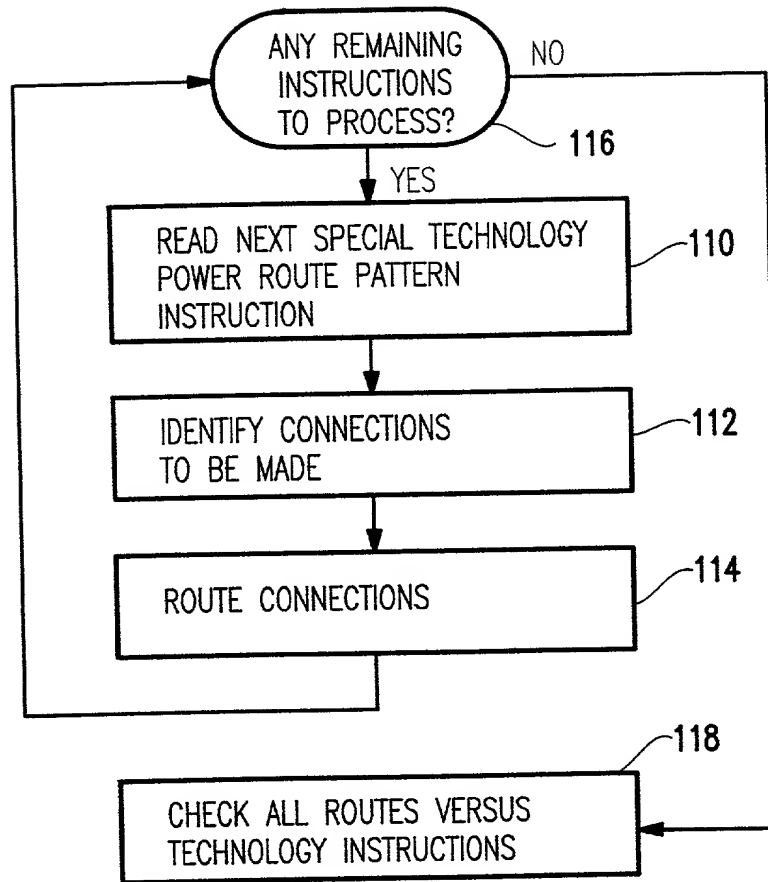 ANY REMAINING
INSTRUCTIONS
TO PROCESS?
NO
116
YES
READ NEXT SPECIAL TECHNOLOGY
POWER ROUTE PATTERN
INSTRUCTION
110
IDENTIFY CONNECTIONS
TO BE MADE
112
ROUTE CONNECTIONS
114
118
CHECK ALL ROUTES VERSUS
TECHNOLOGY INSTRUCTIONS